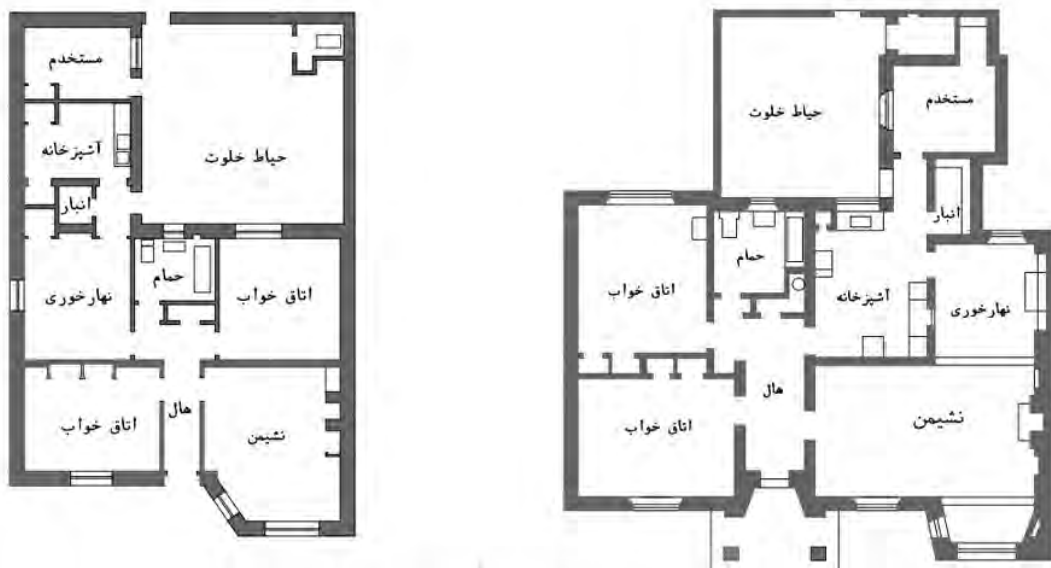 مستخدم
آشپزخانه
حیاط خلوت
انبار
حمام
نهارخوری
اتاق خواب
هال
اتاق خواب
نشیمن
مستخدم
حیاط خلوت
انبار
حمام
اتاق خواب
آشپزخانه
نهارخوری
هال
نشیمن
اتاق خواب